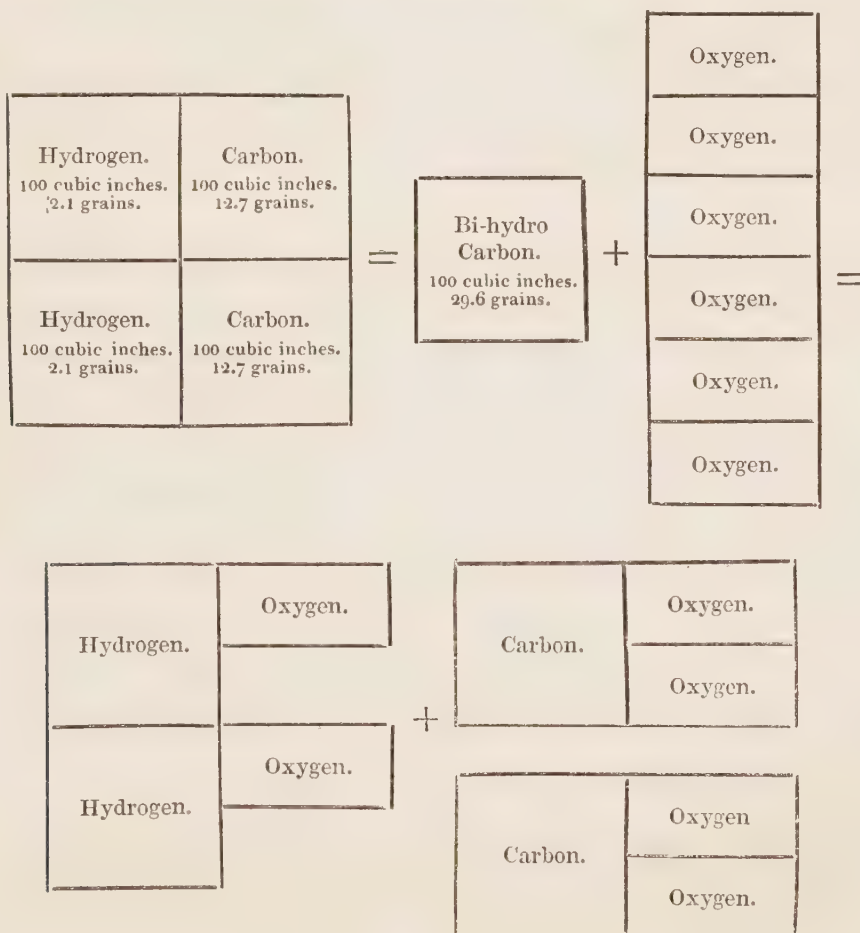 Hydrogen.
100 cubic inches.
2.1 grains.
Carbon.
100 cubic inches.
12.7 grains.
Hydrogen.
100 cubic inches.
2.1 grains.
Carbon.
100 cubic inches.
12.7 grains.
=
Bi-hydro
Carbon.
100 cubic inches.
29.6 grains.
+
Oxygen.
Oxygen.
Oxygen.
Oxygen.
Oxygen.
Oxygen.
=
Hydrogen.
Oxygen.
Hydrogen.
Oxygen.
+
Carbon.
Oxygen.
Oxygen.
Carbon.
Oxygen
Oxygen.